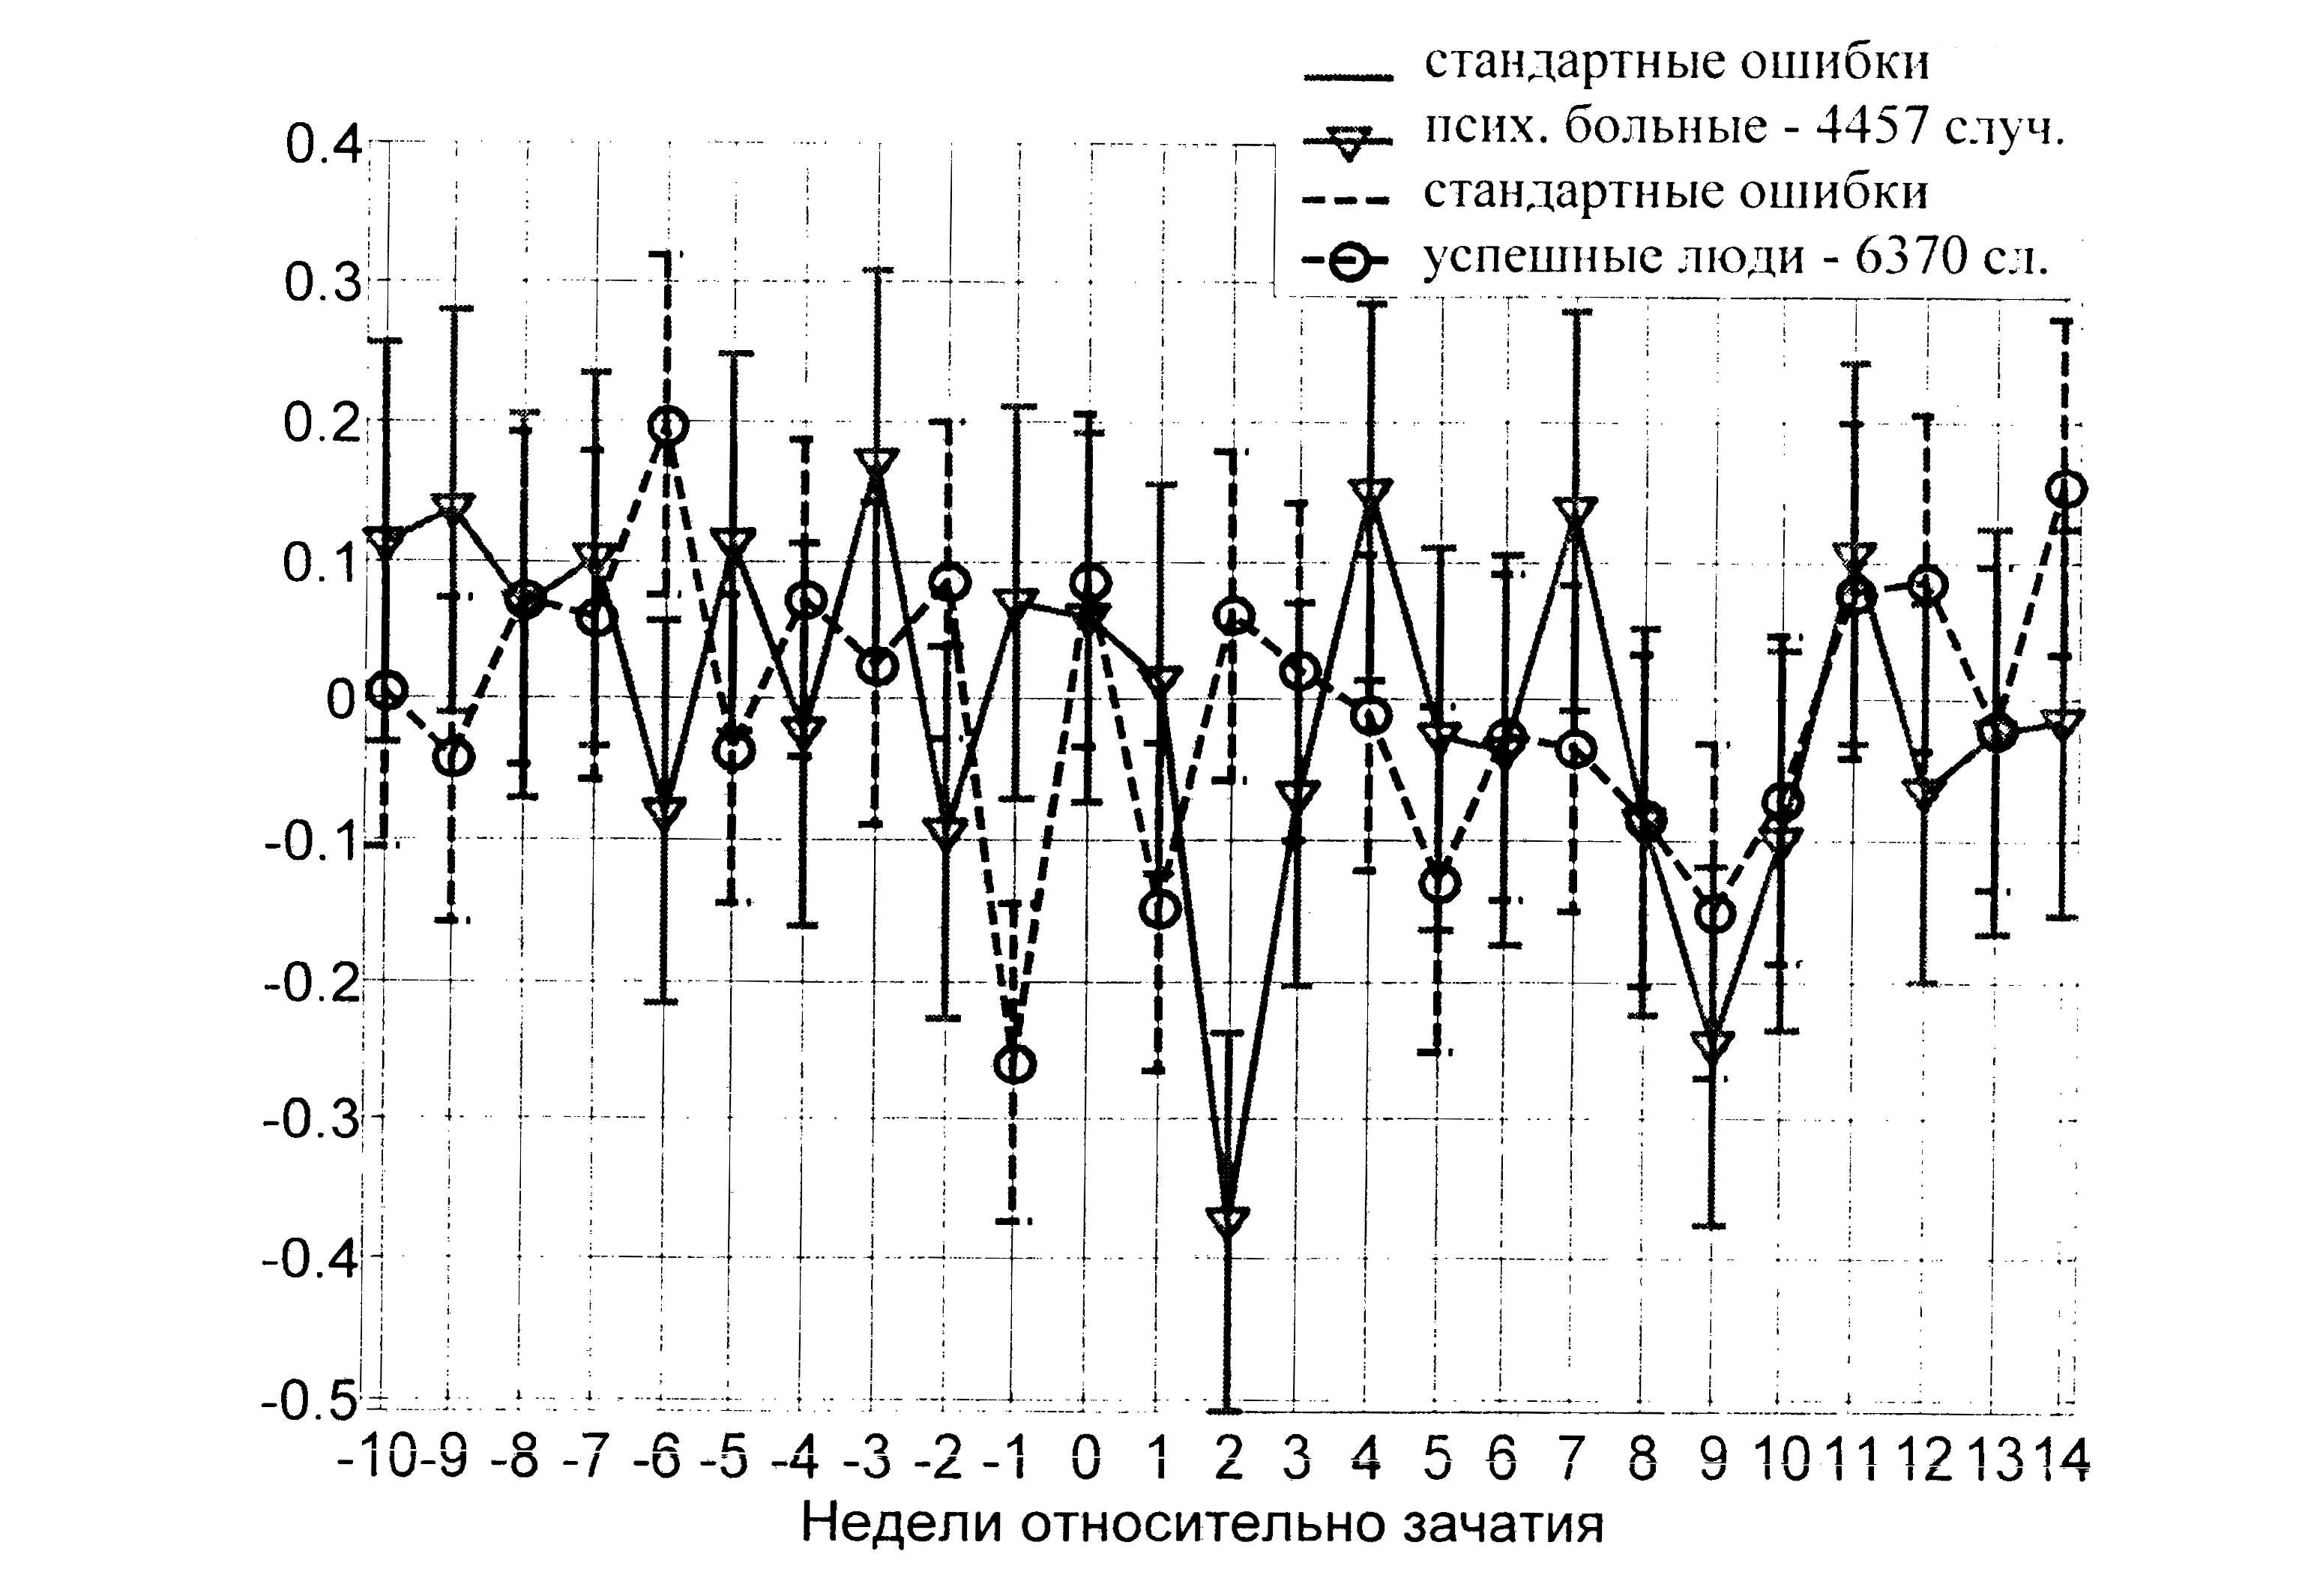 стандартные ошибки
псих. больные - 4457 случ.
стандартные ошибки
успешные люди - 6370 сл.
0.4
0.3
0.2
0.1
0
-0.1
-0.2
-0.3
-0.4
-0.5
-10 -9 -8 -7 -6 -5 -4 -3 -2 -1 0 1 2 3 4 5 6 7 8 9 10 11 12 13 14
Недели относительно зачатия